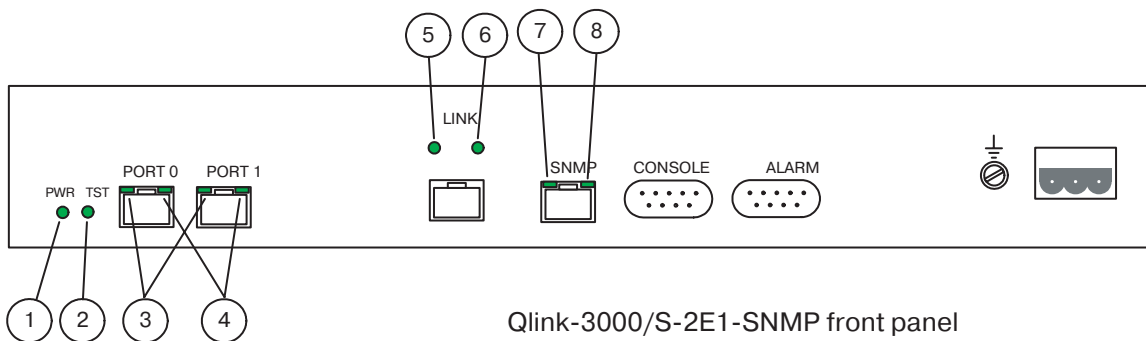 5 6 7 8
LINK
PORT 0 PORT 1 SNMP CONSOLE ALARM
PWR TST
1 2 3 4
Qlink-3000/S-2E1-SNMP front panel